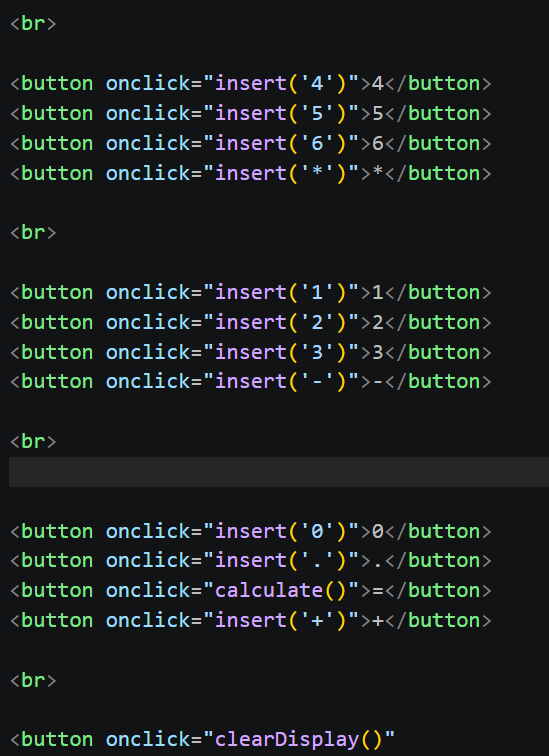 <br>
<button onclick="insert('4')">4</button>
<button onclick="insert('5')">5</button>
<button onclick="insert('6')">6</button>
<button onclick="insert('*')">*</button>
<br>
<button onclick="insert('1')">1</button>
<button onclick="insert('2')">2</button>
<button onclick="insert('3')">3</button>
<button onclick="insert('-')">-</button>
<br>
<button onclick="insert('0')">0</button>
<button onclick="insert('.')">.</button>
<button onclick="calculate()">=</button>
<button onclick="insert('+')">+</button>
<br>
<button onclick="clearDisplay()"